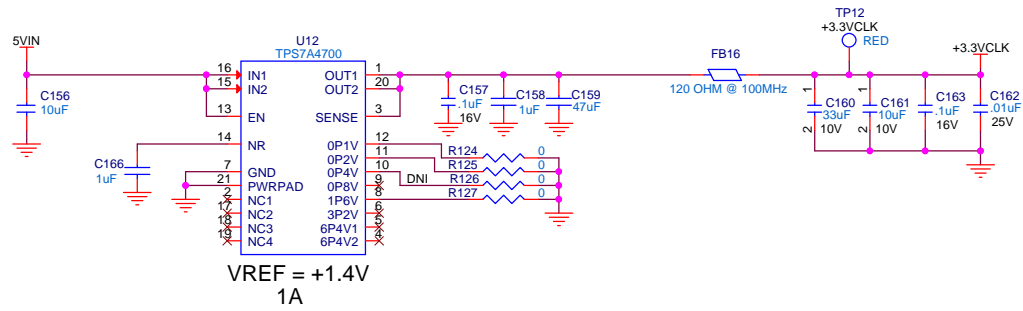 TP12
+3.3VCLK
RED
5VIN
U12
TPS7A4700
FB16
+3.3VCLK
120 OHM @ 100MHz
16 IN1 OUT1 1
15 IN2 OUT2 20
13 EN SENSE 3
14 NR 0P1V 12
0P2V 11
7 GND 0P4V 10
21 PWRPAD 0P8V 9
2 NC1 1P6V 8
17 NC2 3P2V 6
18 NC3 6P4V1 5
19 NC4 6P4V2 4
C156
10uF
C166
1uF
C157
.1uF
16V
C158
1uF
C159
47uF
R124 0
R125 0
DNI R126 0
R127 0
1
C160
33uF
2 10V
1
C161
10uF
2 10V
C163
.1uF
16V
C162
.01uF
25V
VREF = +1.4V
1A